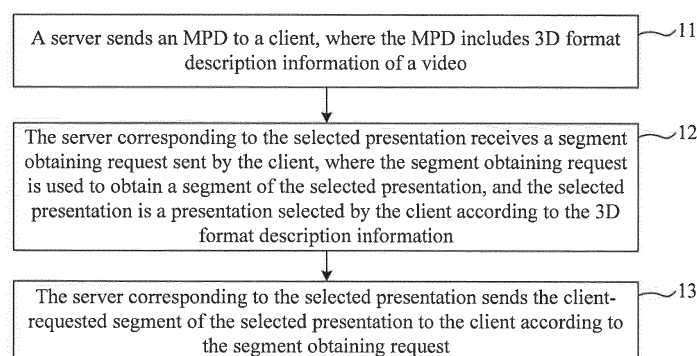 A server sends an MPD to a client, where the MPD includes 3D format
description information of a video
11
The server corresponding to the selected presentation receives a segment
obtaining request sent by the client, where the segment obtaining request
is used to obtain a segment of the selected presentation, and the selected
presentation is a presentation selected by the client according to the 3D
format description information
12
The server corresponding to the selected presentation sends the client-
requested segment of the selected presentation to the client according to
the segment obtaining request
13